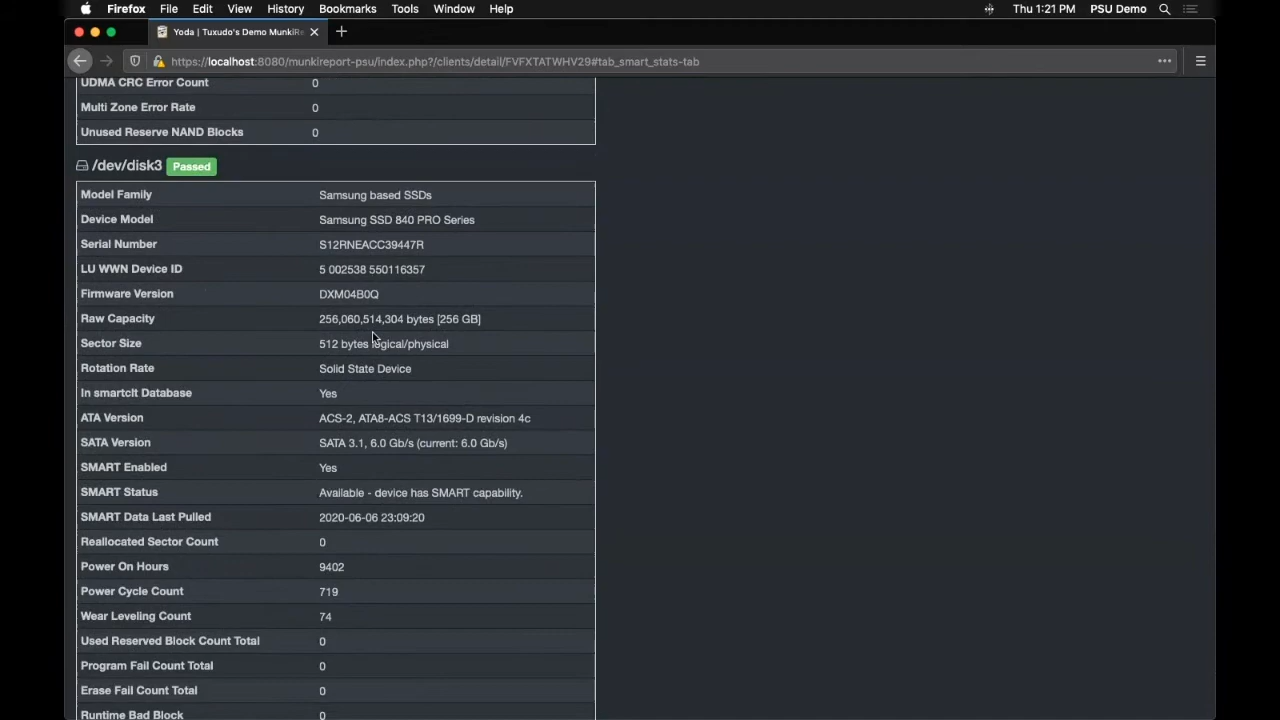 Firefox File Edit View History Bookmarks Tools Window Help Thu 1:21 PM PSU Demo
Yoda | Tuxudo's Demo MunkiRe
https://localhost:8080/munkireport-psu/index.php?/clients/detail/FVFXTATWHV29#tab_smart_stats-tab
UDMA CRC Error Count 0
Multi Zone Error Rate 0
Unused Reserve NAND Blocks 0
/dev/disk3 Passed
Model Family Samsung based SSDs
Device Model Samsung SSD 840 PRO Series
Serial Number S12RNEACC39447R
LU WWN Device ID 5 002538 550116357
Firmware Version DXM04B0Q
Raw Capacity 256,060,514,304 bytes [256 GB]
Sector Size 512 bytes logical/physical
Rotation Rate Solid State Device
In smartctl Database Yes
ATA Version ACS-2, ATA8-ACS T13/1699-D revision 4c
SATA Version SATA 3.1, 6.0 Gb/s (current: 6.0 Gb/s)
SMART Enabled Yes
SMART Status Available - device has SMART capability.
SMART Data Last Pulled 2020-06-06 23:09:20
Reallocated Sector Count 0
Power On Hours 9402
Power Cycle Count 719
Wear Leveling Count 74
Used Reserved Block Count Total 0
Program Fail Count Total 0
Erase Fail Count Total 0
Runtime Bad Block 0